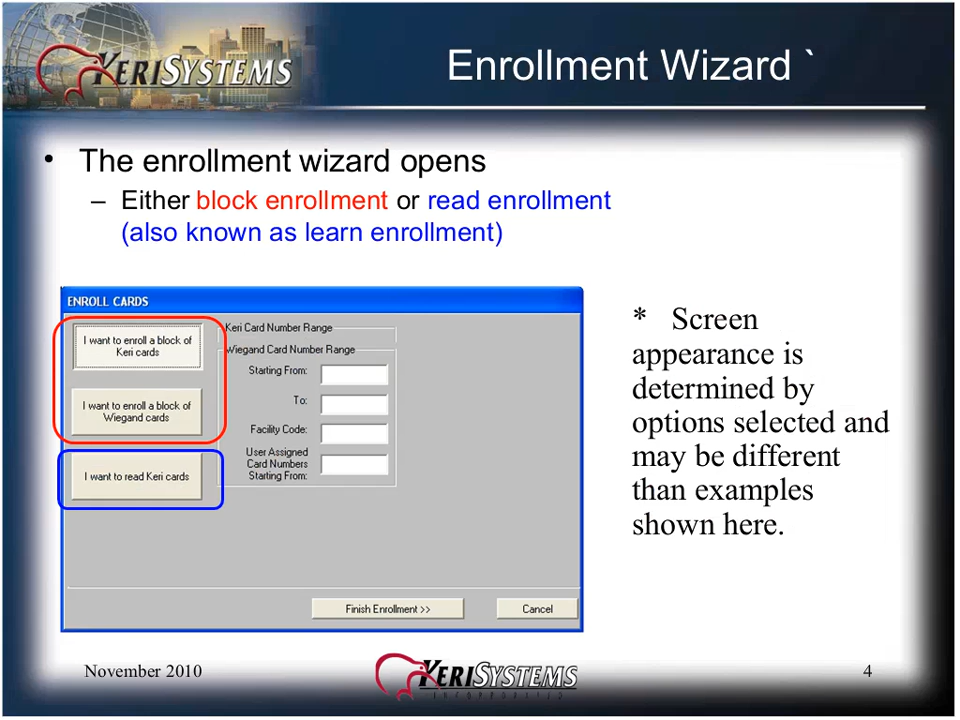 KERISYSTEMS
Enrollment Wizard `
• The enrollment wizard opens
– Either block enrollment or read enrollment
(also known as learn enrollment)
ENROLL CARDS
I want to enroll a block of
Keri cards
I want to enroll a block of
Wiegand cards
I want to read Keri cards
Keri Card Number Range
Wiegand Card Number Range
Starting From:
To:
Facility Code:
User Assigned
Card Numbers
Starting From:
Finish Enrollment >>
Cancel
* Screen
appearance is
determined by
options selected and
may be different
than examples
shown here.
November 2010
KERISYSTEMS
INCORPORATED
4